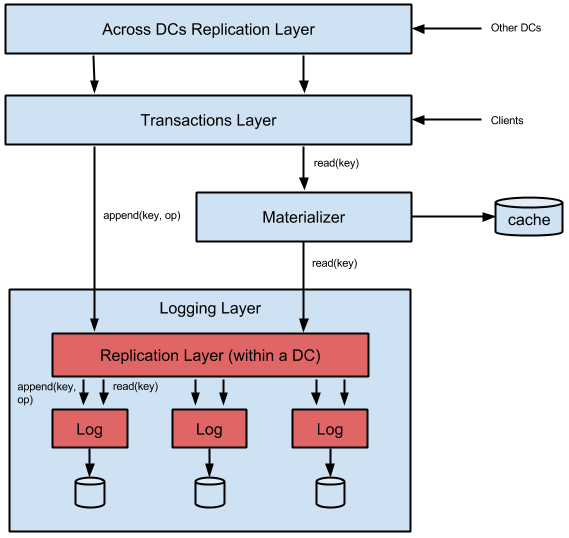 Across DCs Replication Layer
Other DCs
Transactions Layer
Clients
read(key)
append(key, op)
Materializer
cache
read(key)
Logging Layer
Replication Layer (within a DC)
append(key,
op)
read(key)
Log
Log
Log